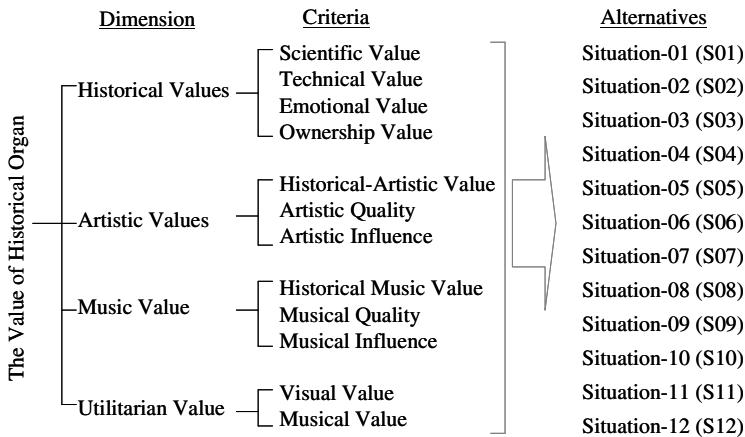 Dimension
Criteria
Alternatives
The Value of Historical Organ
Historical Values
Scientific Value
Technical Value
Emotional Value
Ownership Value
Artistic Values
Historical-Artistic Value
Artistic Quality
Artistic Influence
Music Value
Historical Music Value
Musical Quality
Musical Influence
Utilitarian Value
Visual Value
Musical Value
Situation-01 (S01)
Situation-02 (S02)
Situation-03 (S03)
Situation-04 (S04)
Situation-05 (S05)
Situation-06 (S06)
Situation-07 (S07)
Situation-08 (S08)
Situation-09 (S09)
Situation-10 (S10)
Situation-11 (S11)
Situation-12 (S12)